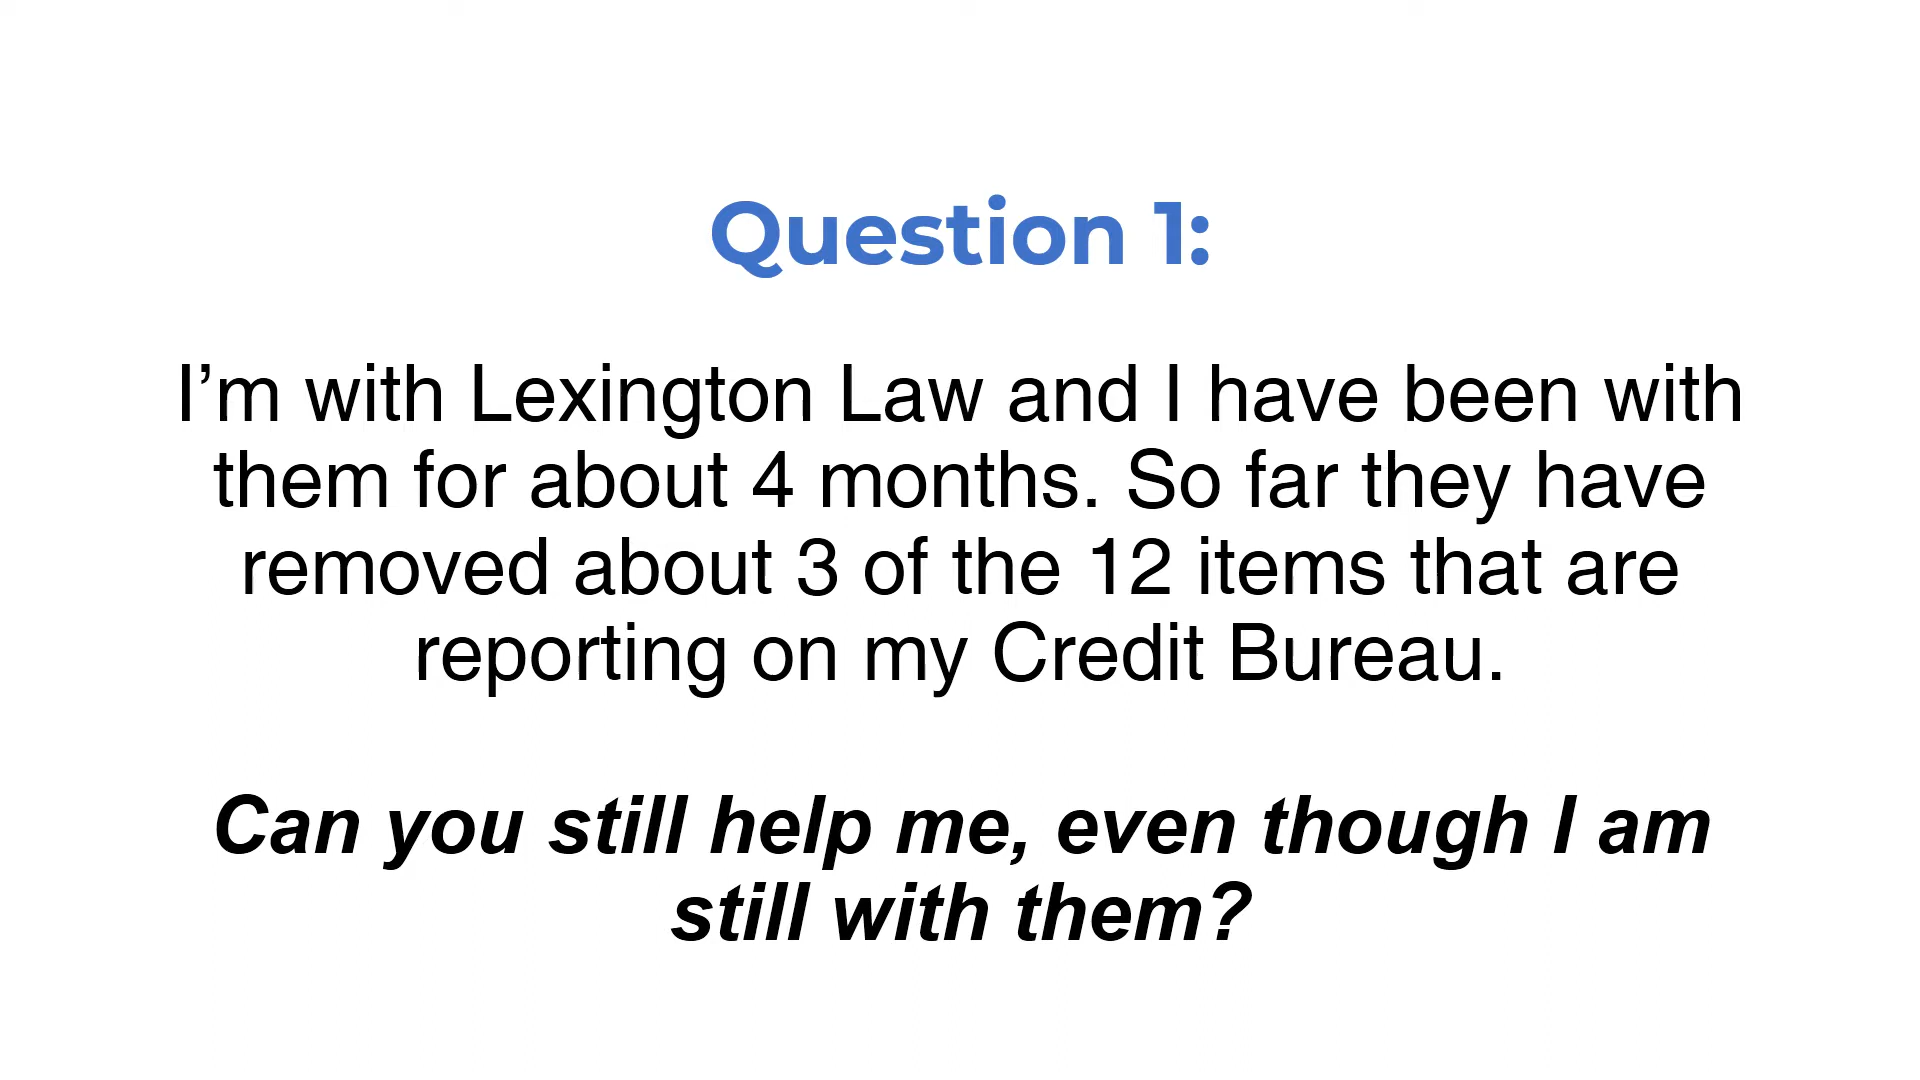 Question 1:
I’m with Lexington Law and I have been with
them for about 4 months. So far they have
removed about 3 of the 12 items that are
reporting on my Credit Bureau.
Can you still help me, even though I am
still with them?